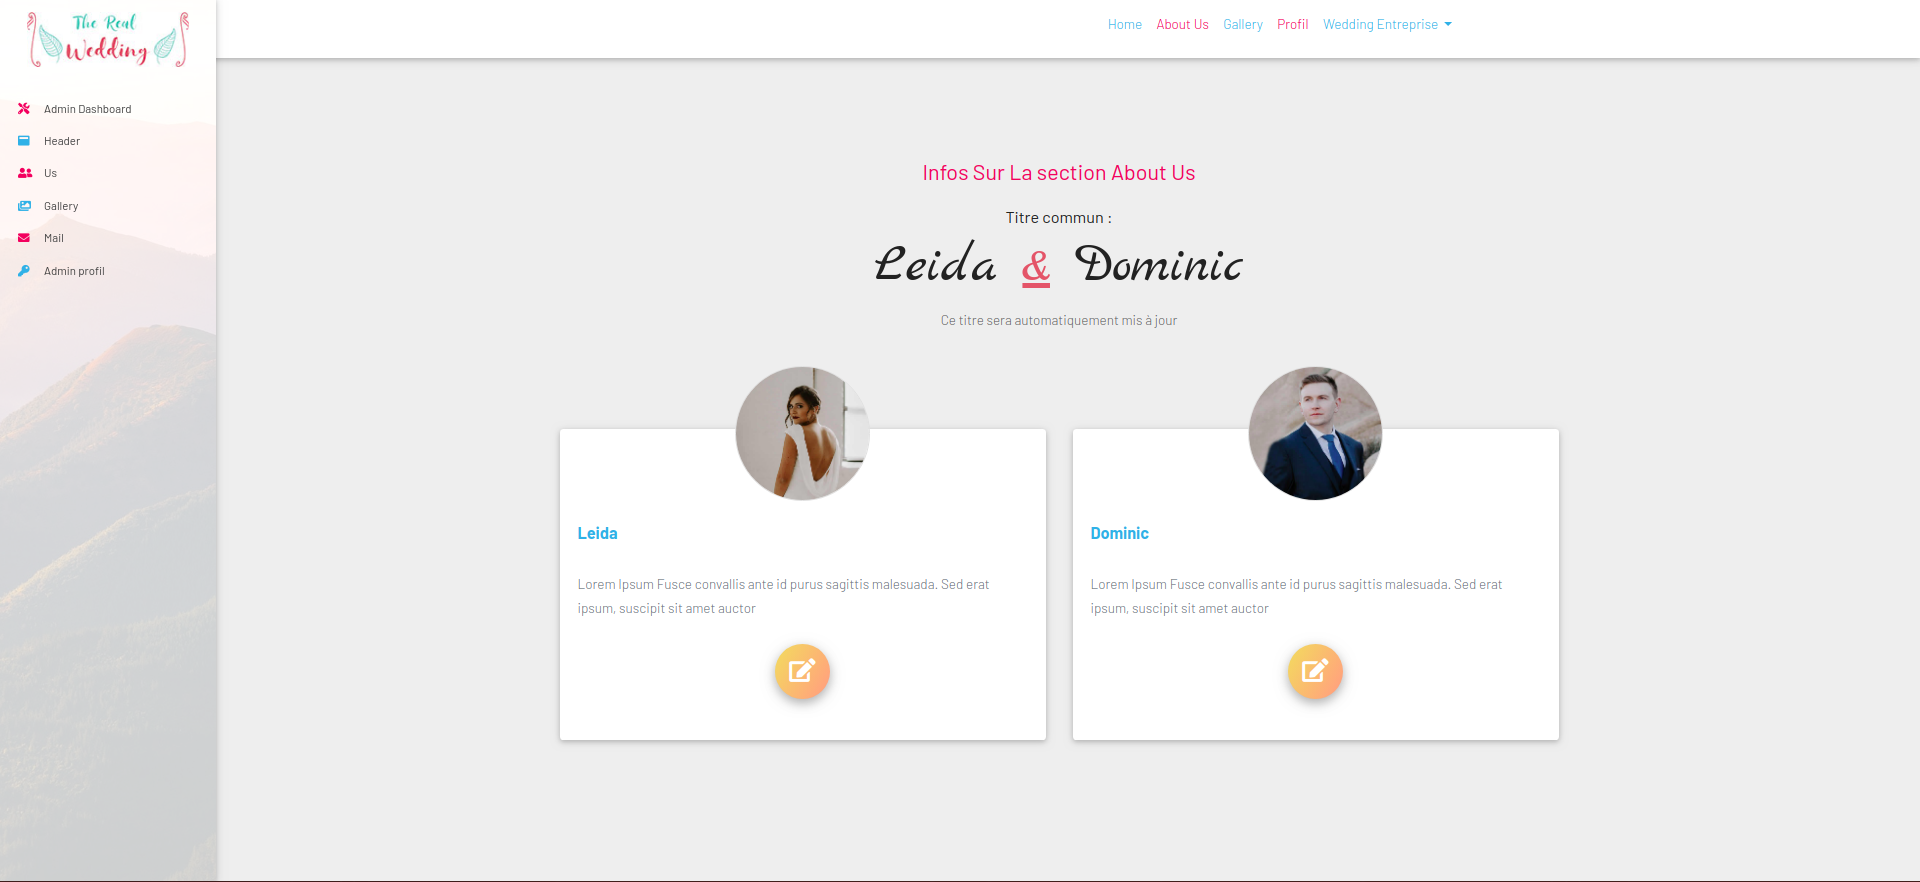 The Real
Wedding
Home About Us Gallery Profil Wedding Entreprise
Admin Dashboard
Header
Us
Gallery
Mail
Admin profil
Infos Sur La section About Us
Titre commun :
Leida & Dominic
Ce titre sera automatiquement mis à jour
Leida
Lorem Ipsum Fusce convallis ante id purus sagittis malesuada. Sed erat
ipsum, suscipit sit amet auctor
Dominic
Lorem Ipsum Fusce convallis ante id purus sagittis malesuada. Sed erat
ipsum, suscipit sit amet auctor